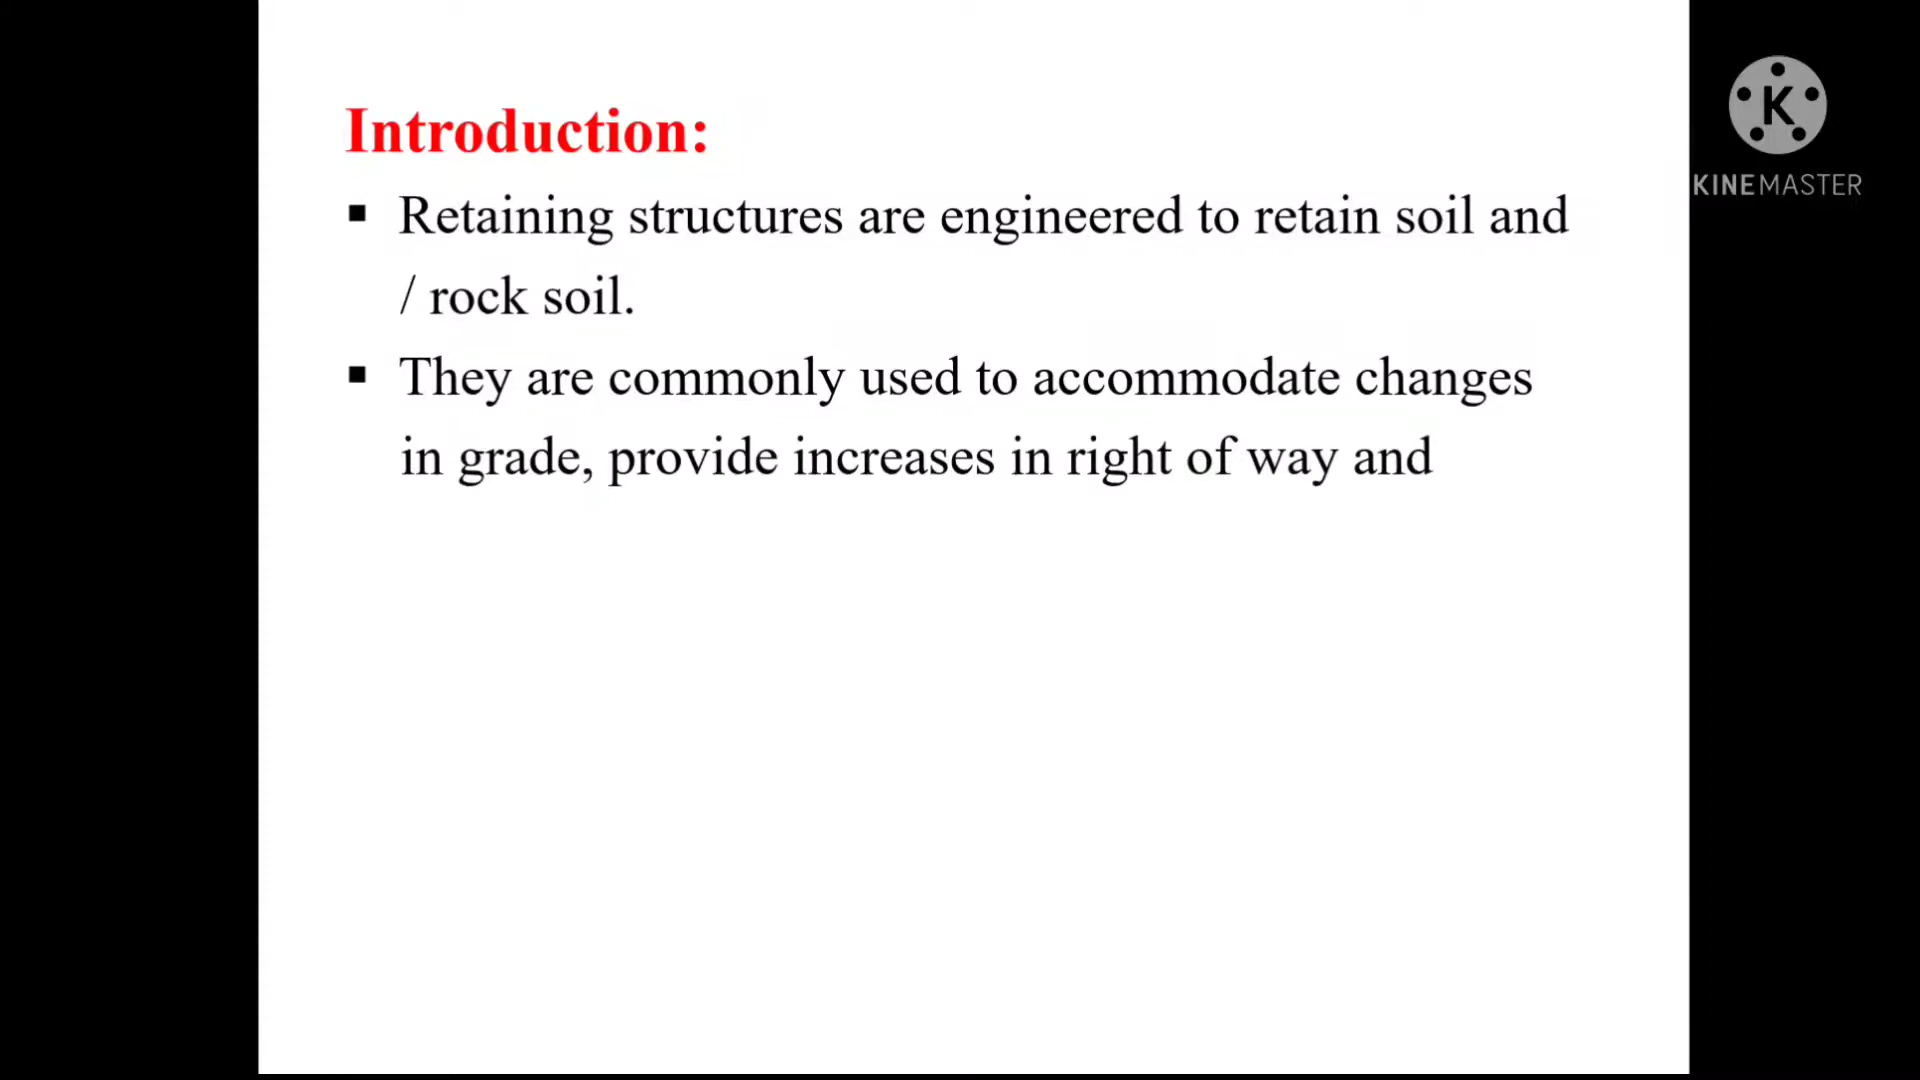 Introduction:
▪ Retaining structures are engineered to retain soil and
/ rock soil.
▪ They are commonly used to accommodate changes
in grade, provide increases in right of way and
K
KINEMASTER